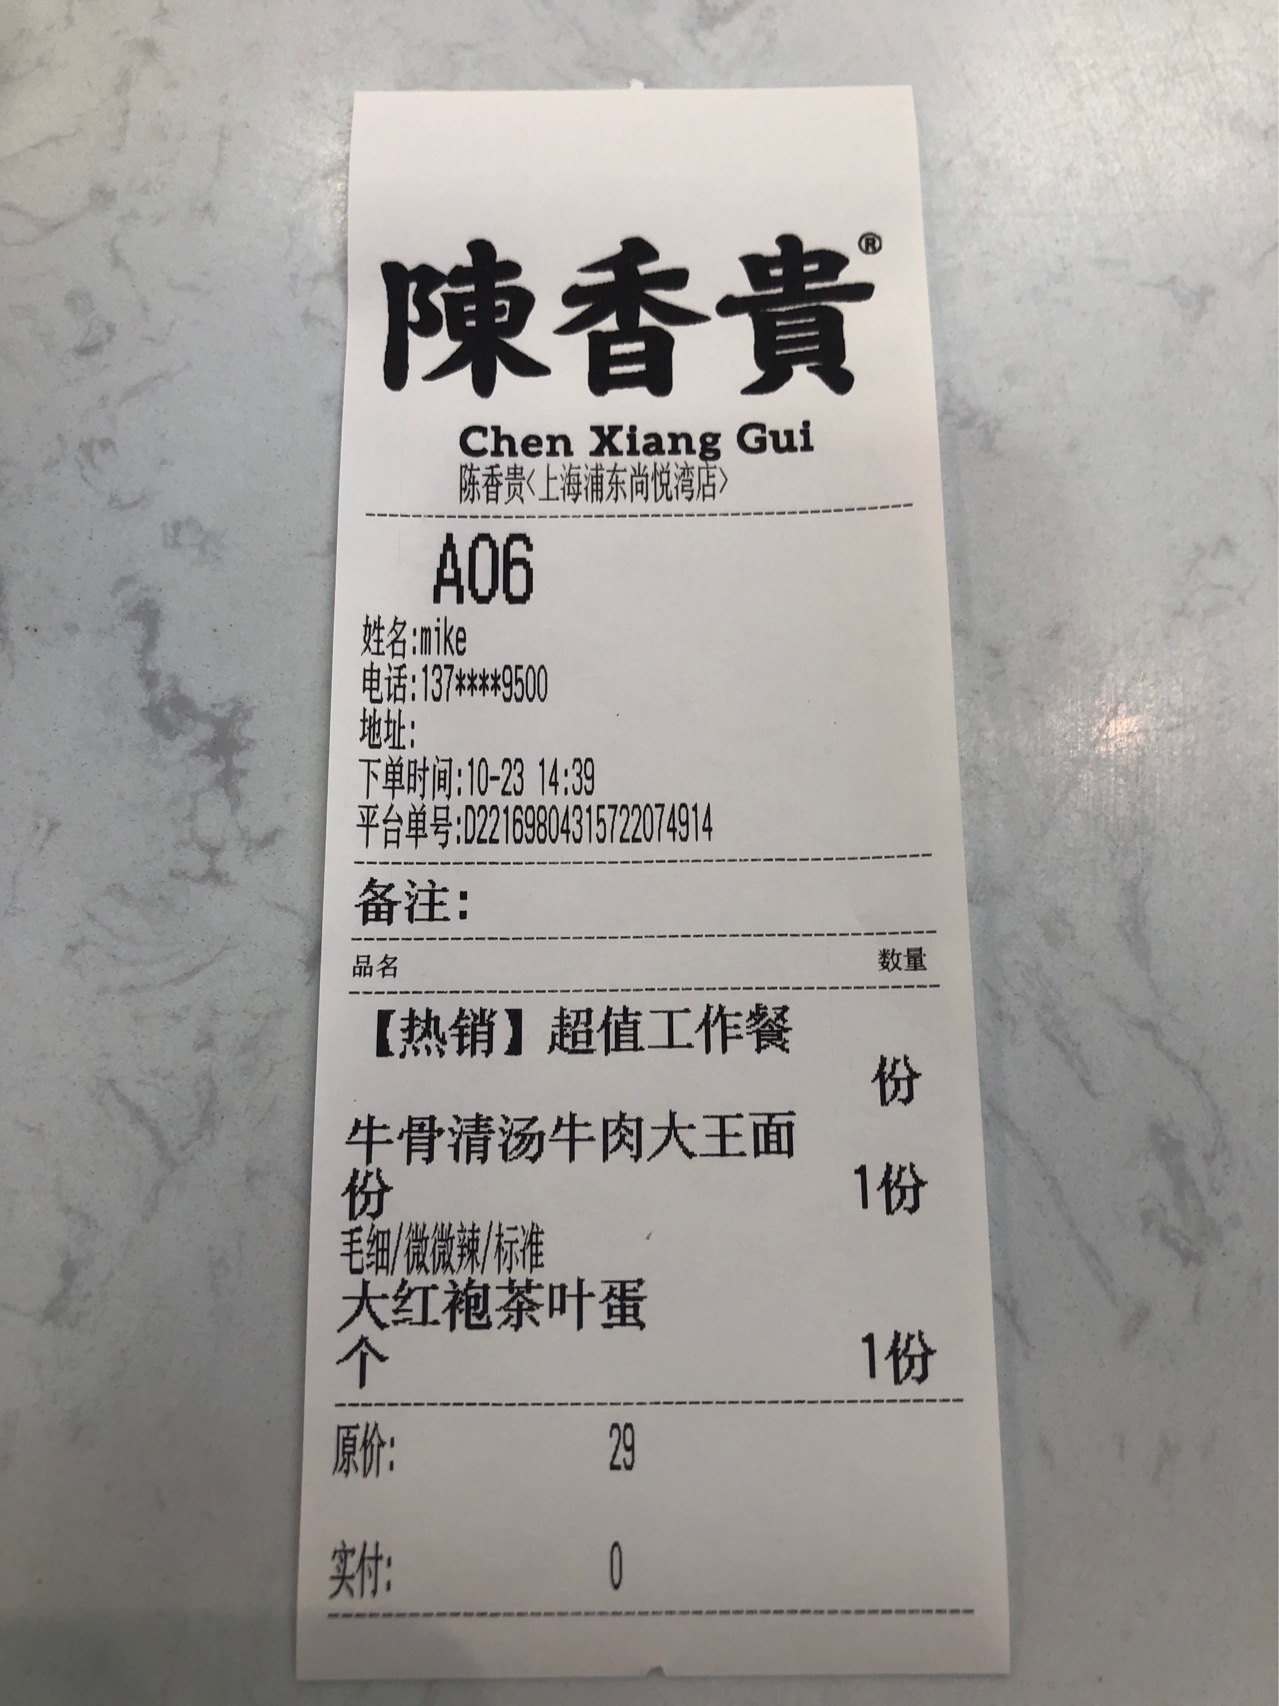 陳香貴®
Chen Xiang Gui
陈香贵<上海浦东尚悦湾店>
A06
姓名:mike
电话:137****9500
地址:
下单时间:10-23 14:39
平台单号:D221698043157220749​14
备注:
品名 数量
【热销】超值工作餐
份
牛骨清汤牛肉大王面
份 1份
毛细/微微辣/标准
大红袍茶叶蛋
个 1份
原价: 29
实付: 0